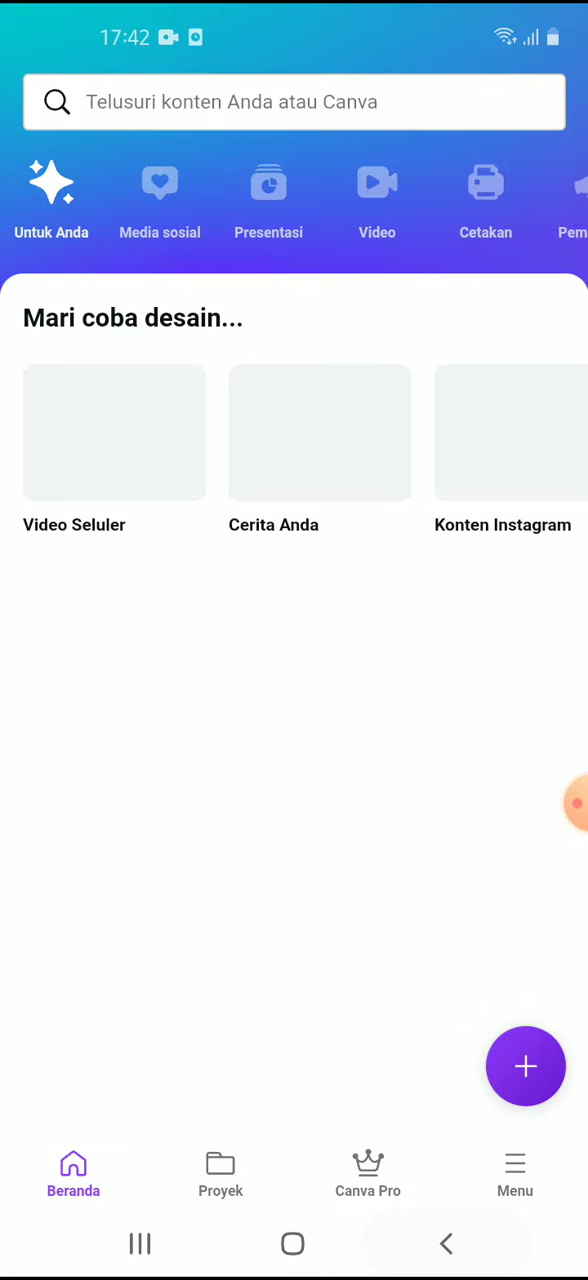 17:42
Telusuri konten Anda atau Canva
Untuk Anda Media sosial Presentasi Video Cetakan Pem
Mari coba desain...
Video Seluler Cerita Anda Konten Instagram
Beranda Proyek Canva Pro Menu